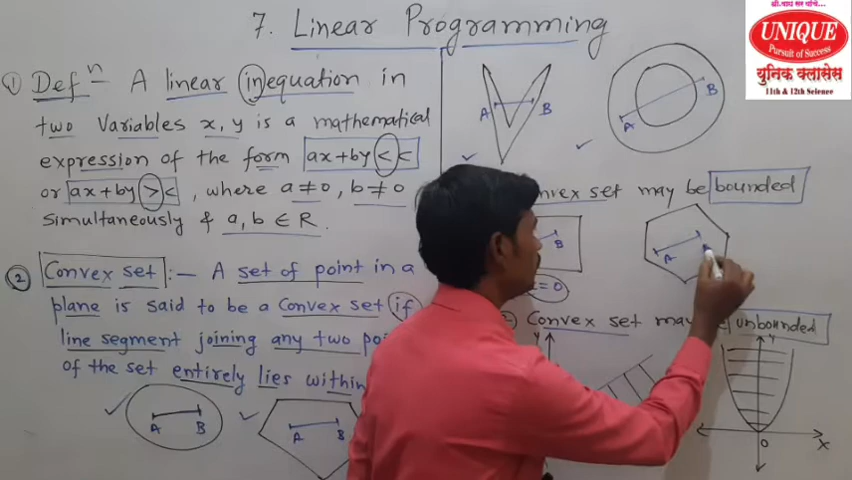 7. Linear Programming
श्री. नाथ सर यांचे...
UNIQUE
Pursuit of Success
युनिक क्लासेस
11th & 12th Science
① Defⁿ – A linear inequation in
two variables x, y is a mathematical
expression of the form ax+by < c
or ax+by > c, where a≠0, b≠0
simultaneously & a, b ∈ R.
② Convex set :— A set of point in a
plane is said to be a Convex set if
line segment joining any two
of the set entirely lies within
A B
A B
A B
A B
Convex set may be bounded
B
A
=0
Convex set may unbounded
Y
Y
O
X